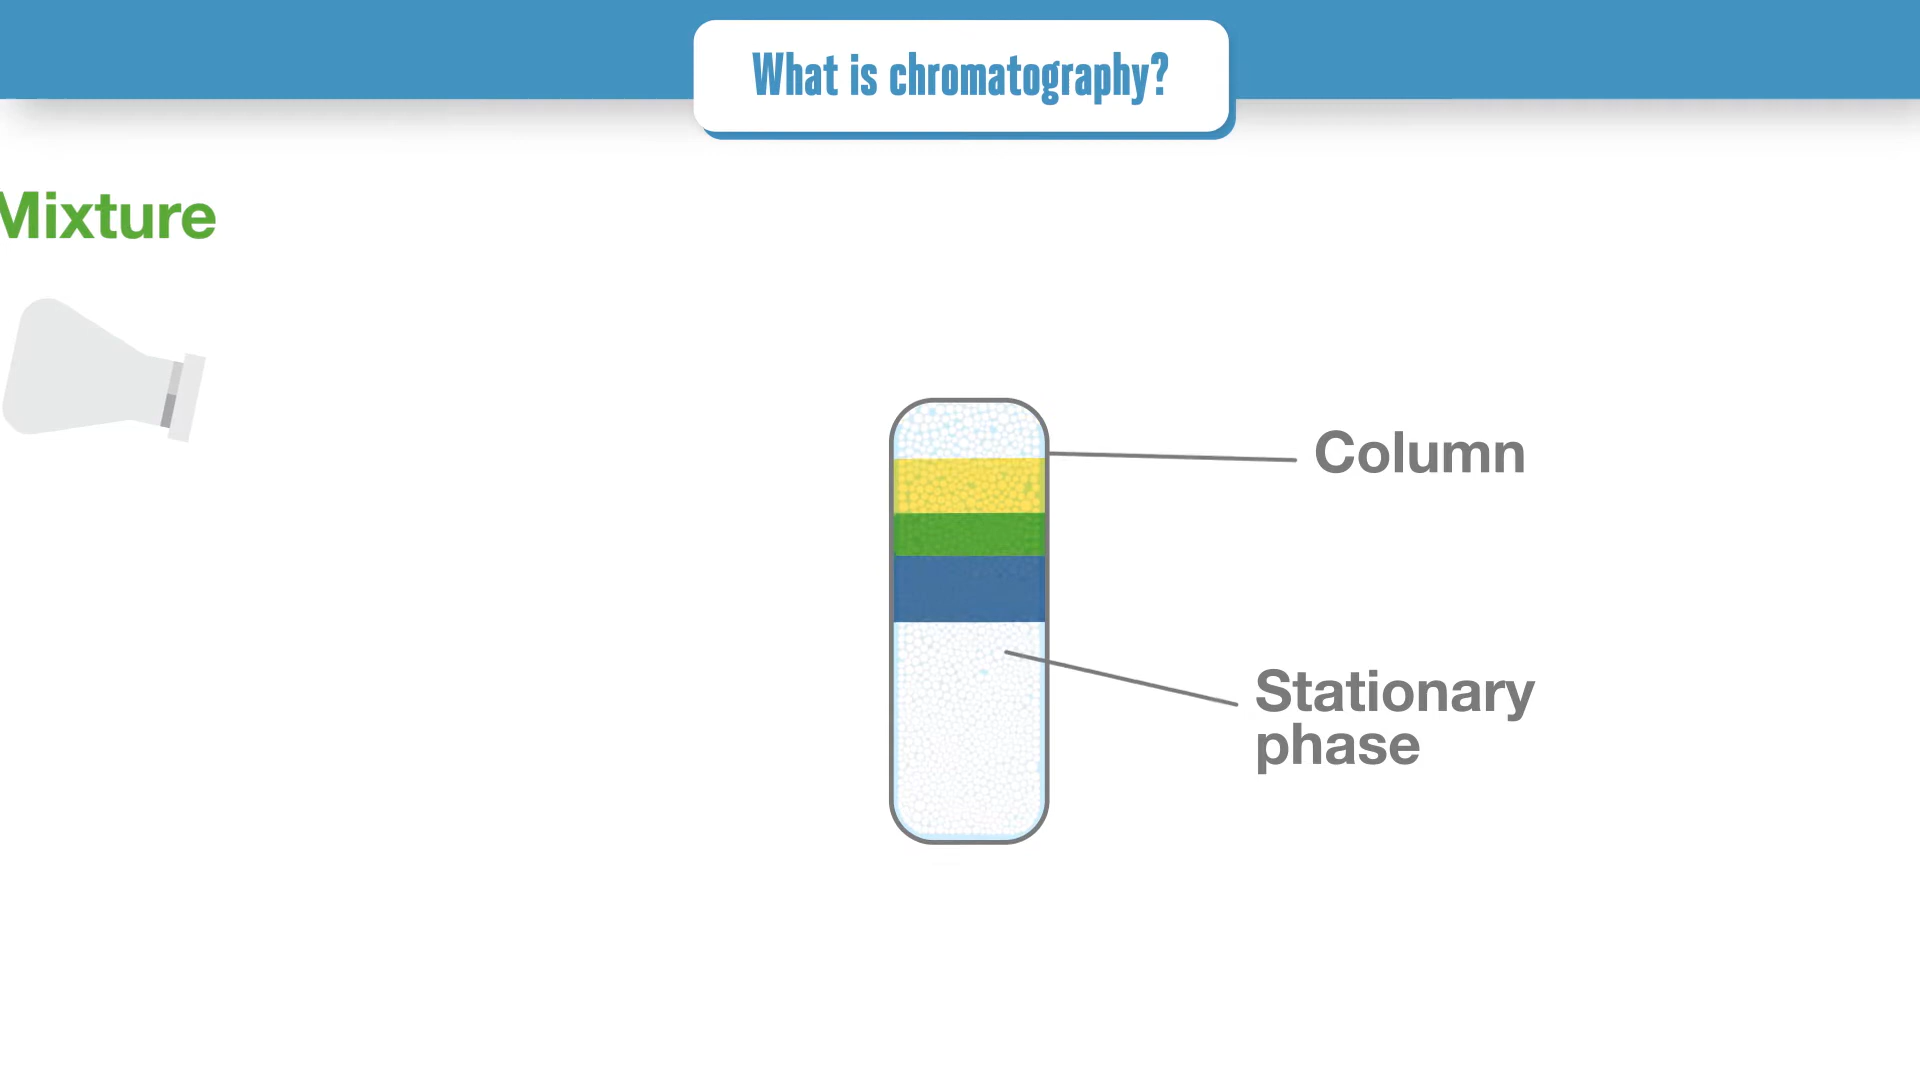 What is chromatography?
Mixture
Column
Stationary
phase